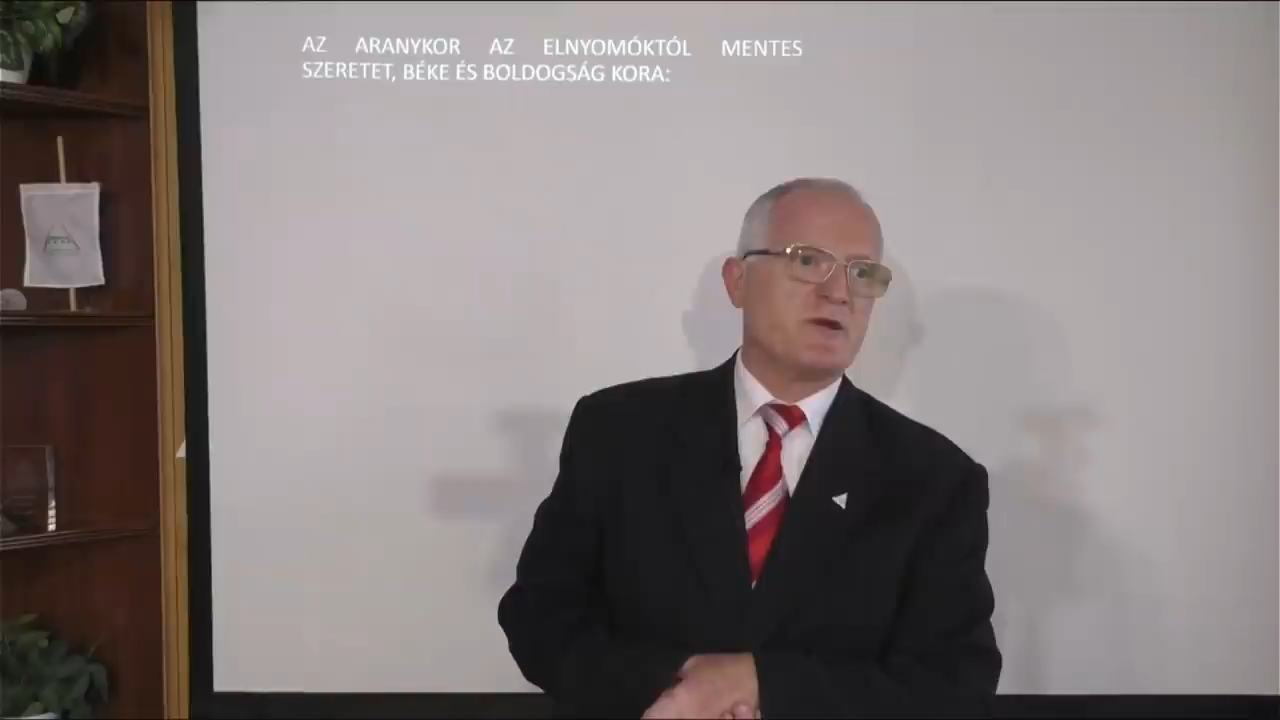 AZ ARANYKOR AZ ELNYOMÓKTÓL MENTES
SZERETET, BÉKE ÉS BOLDOGSÁG KORA: